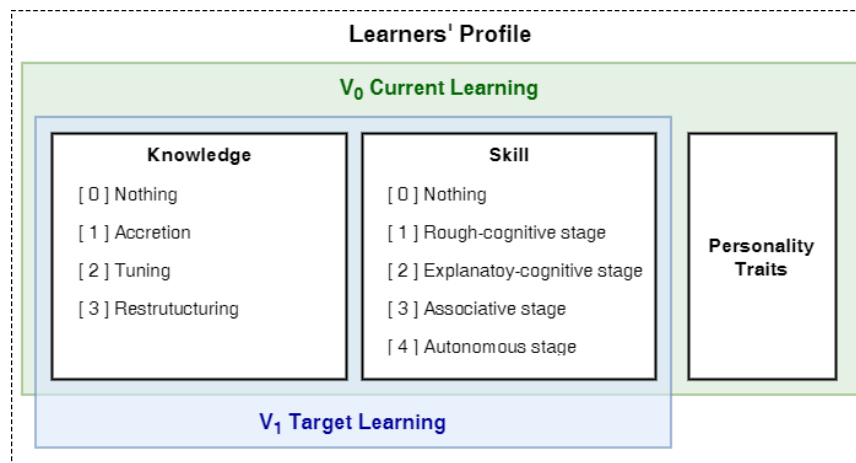 Learners' Profile
V0 Current Learning
Knowledge
[ 0 ] Nothing
[ 1 ] Accretion
[ 2 ] Tuning
[ 3 ] Restrutucturing
Skill
[ 0 ] Nothing
[ 1 ] Rough-cognitive stage
[ 2 ] Explanatoy-cognitive stage
[ 3 ] Associative stage
[ 4 ] Autonomous stage
Personality
Traits
V1 Target Learning